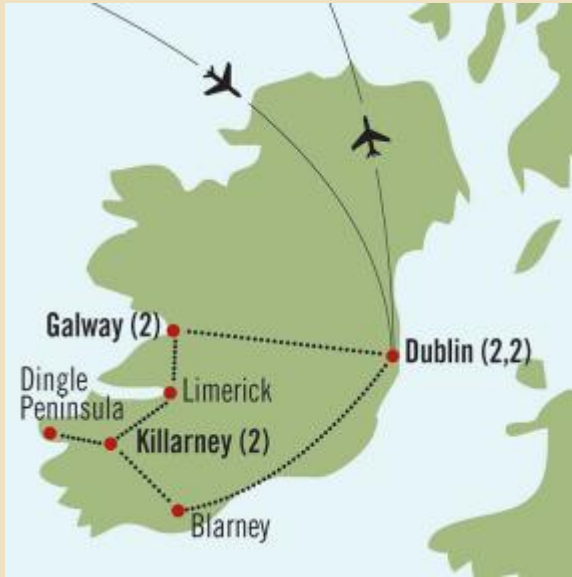 Galway (2)
Dublin (2,2)
Dingle
Peninsula
Limerick
Killarney (2)
Blarney